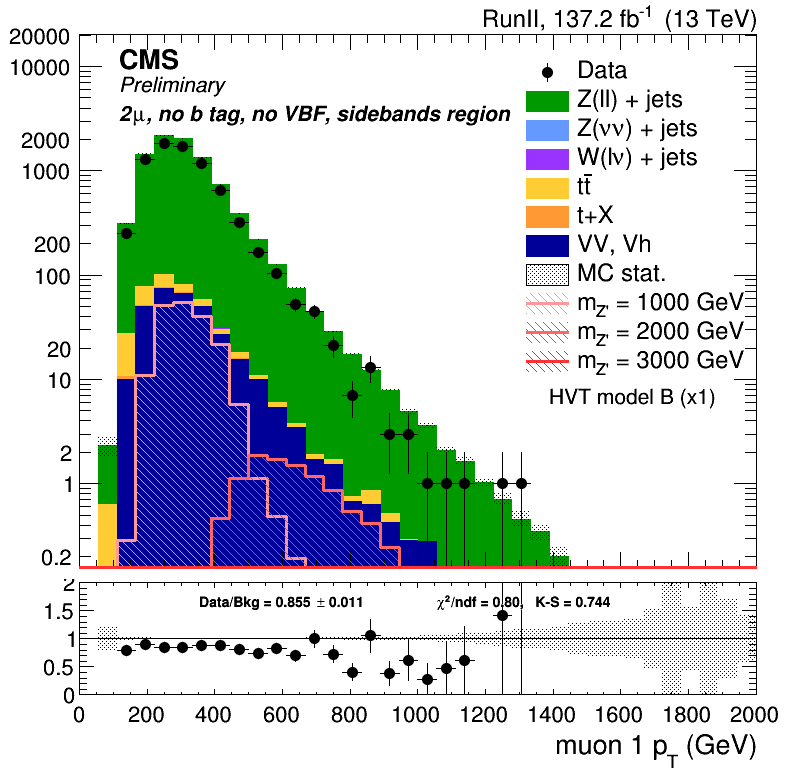 RunII, 137.2 fb⁻¹ (13 TeV)
CMS
Preliminary
2μ, no b tag, no VBF, sidebands region
Data
Z(ll) + jets
Z(νν) + jets
W(lν) + jets
tt̄
t+X
VV, Vh
MC stat.
m_Z' = 1000 GeV
m_Z' = 2000 GeV
m_Z' = 3000 GeV
HVT model B (x1)
20000
10000
2000
1000
200
100
20
10
2
1
0.2
Data/Bkg = 0.855 ± 0.011 χ²/ndf = 0.80, K-S = 0.744
2
1.5
1
0.5
0
0 200 400 600 800 1000 1200 1400 1600 1800 2000
muon 1 p_T (GeV)